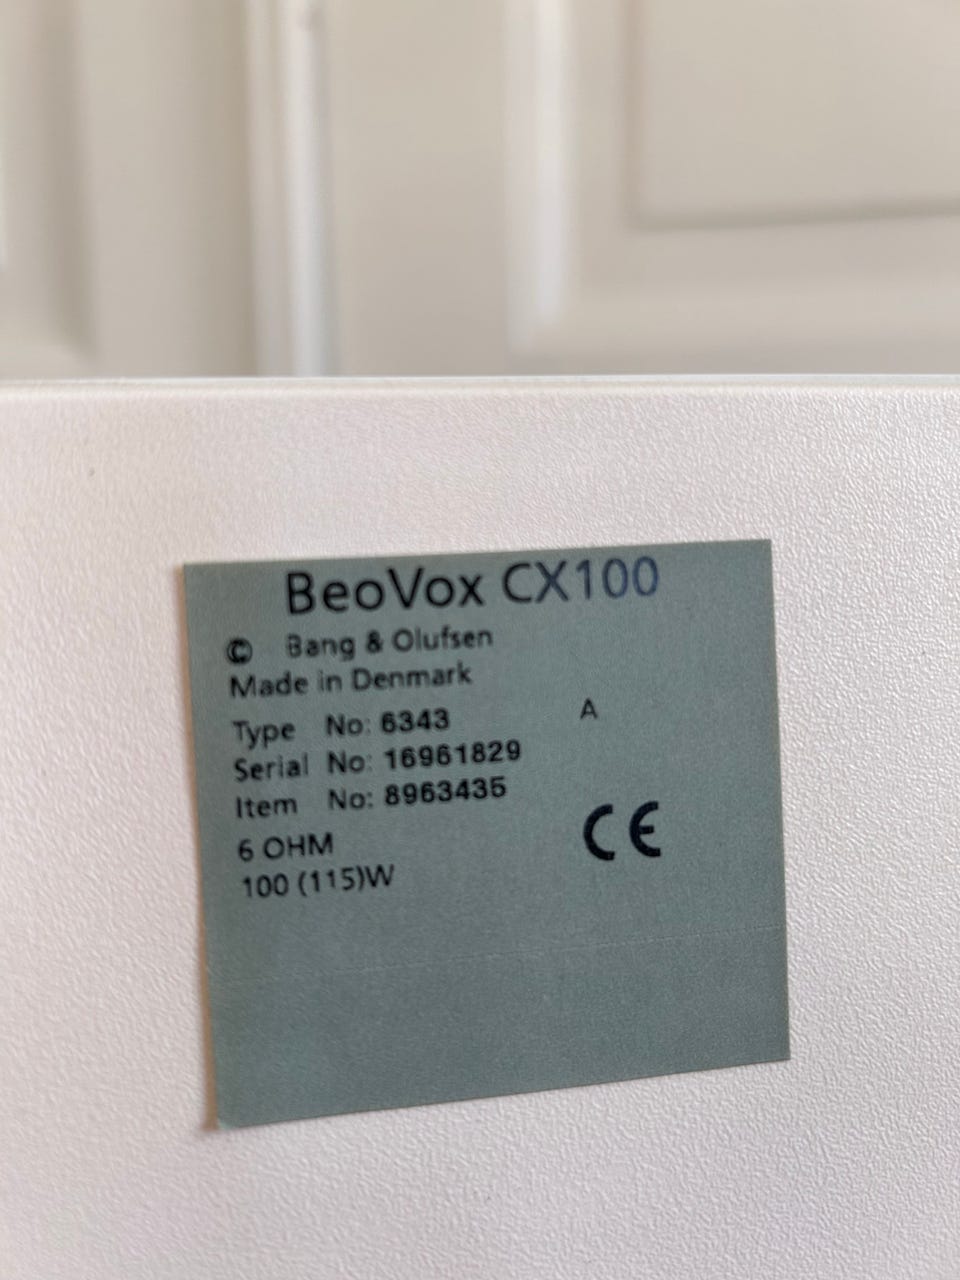 BeoVox CX100
© Bang & Olufsen
Made in Denmark
Type No: 6343 A
Serial No: 16961829
Item No: 8963435
6 OHM
100 (115)W
CE